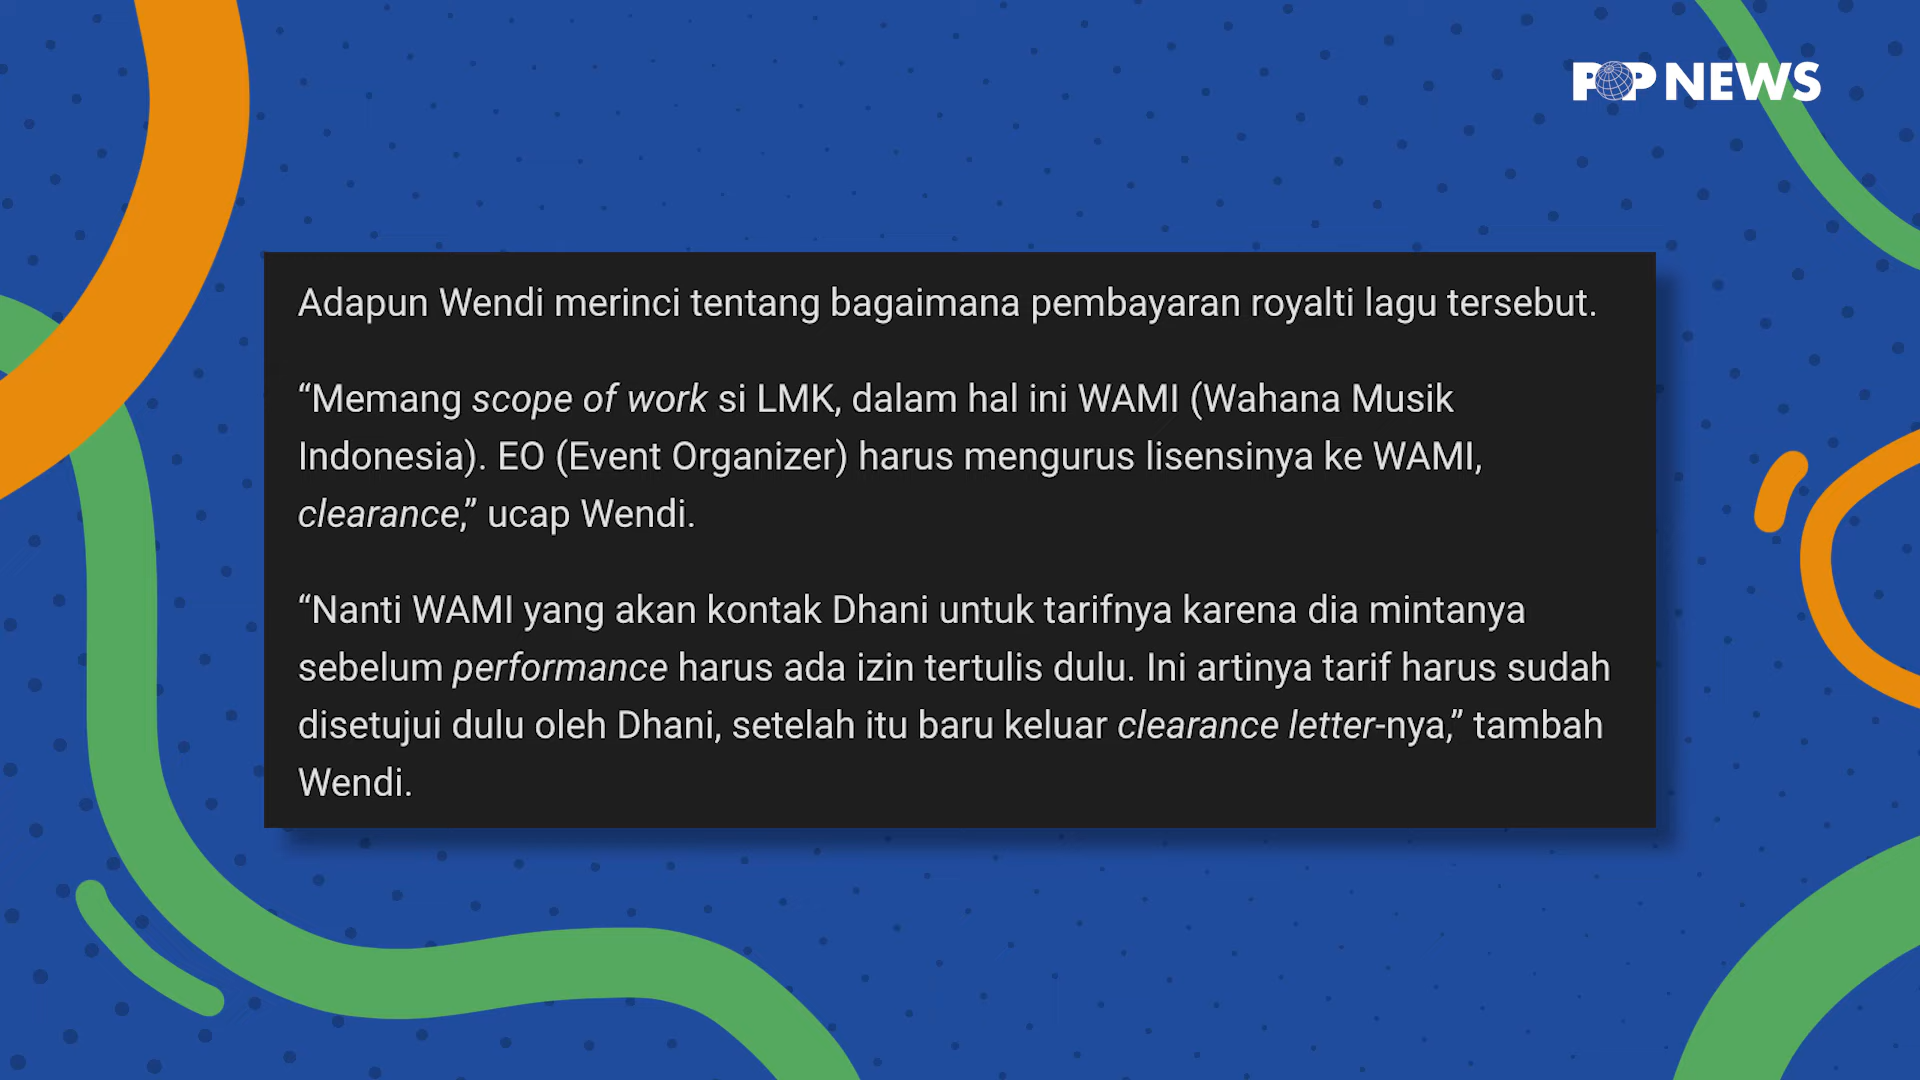 POP NEWS
Adapun Wendi merinci tentang bagaimana pembayaran royalti lagu tersebut.
“Memang scope of work si LMK, dalam hal ini WAMI (Wahana Musik
Indonesia). EO (Event Organizer) harus mengurus lisensinya ke WAMI,
clearance,” ucap Wendi.
“Nanti WAMI yang akan kontak Dhani untuk tarifnya karena dia mintanya
sebelum performance harus ada izin tertulis dulu. Ini artinya tarif harus sudah
disetujui dulu oleh Dhani, setelah itu baru keluar clearance letter-nya,” tambah
Wendi.